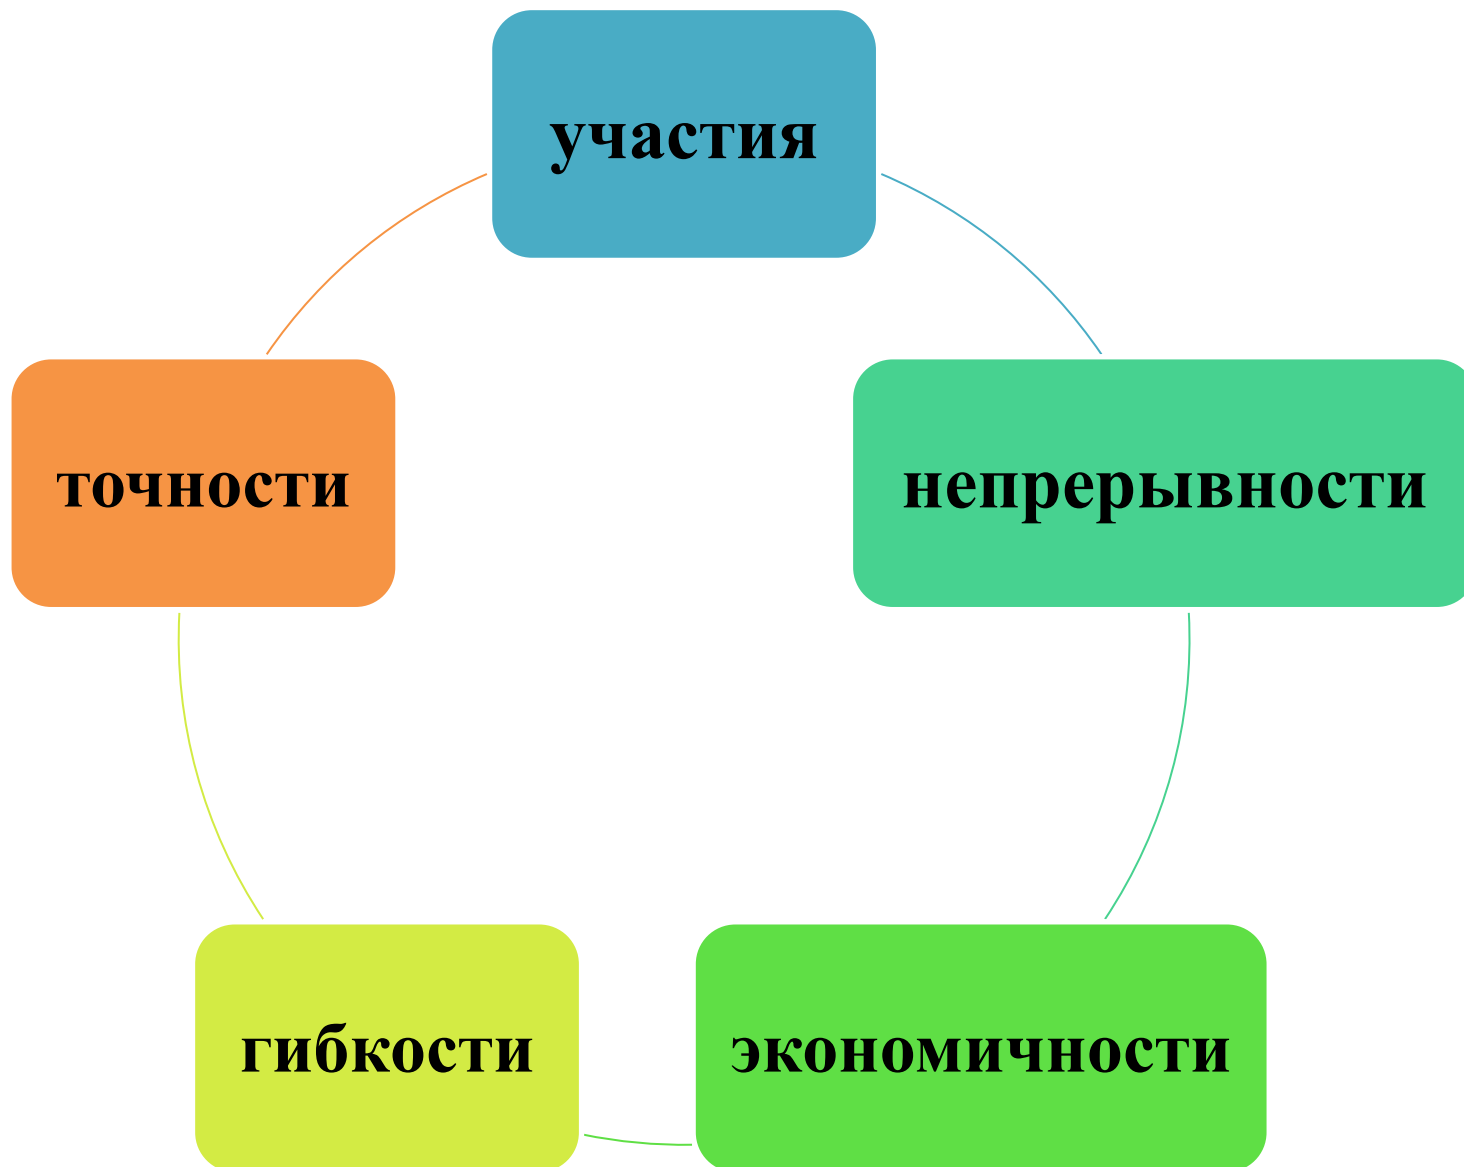 участия
точности
непрерывности
гибкости
экономичности